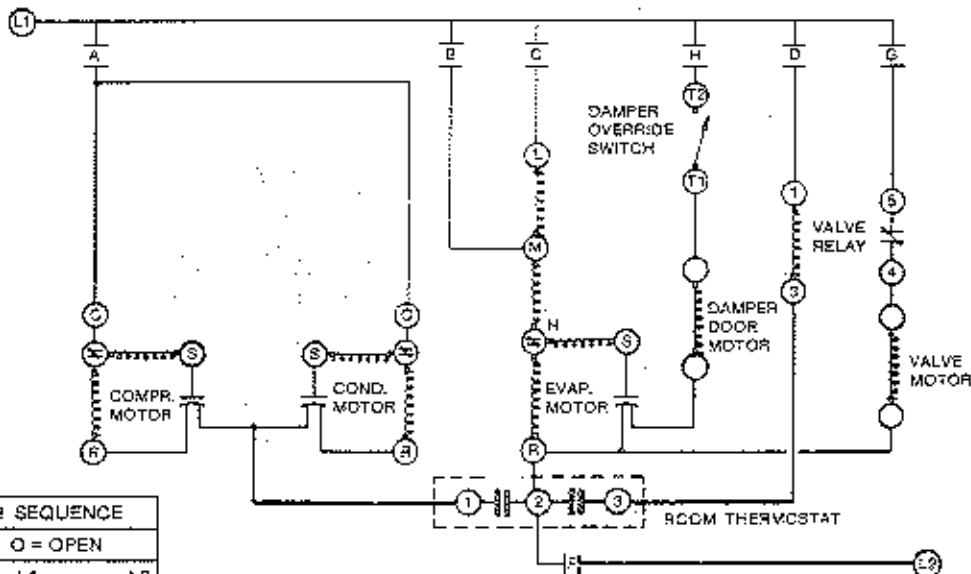 L1
A
B
C
H
D
G
T2
DAMPER
OVERRIDE
SWITCH
L
T1
1
5
VALVE
RELAY
M
4
3
C
C
H
DAMPER
DOOR
MOTOR
S
S
S
VALVE
MOTOR
COMPR.
MOTOR
COND.
MOTOR
EVAP.
MOTOR
R
R
R
1
2
3
ROOM THERMOSTAT
SEQUENCE
O = OPEN
F
L2